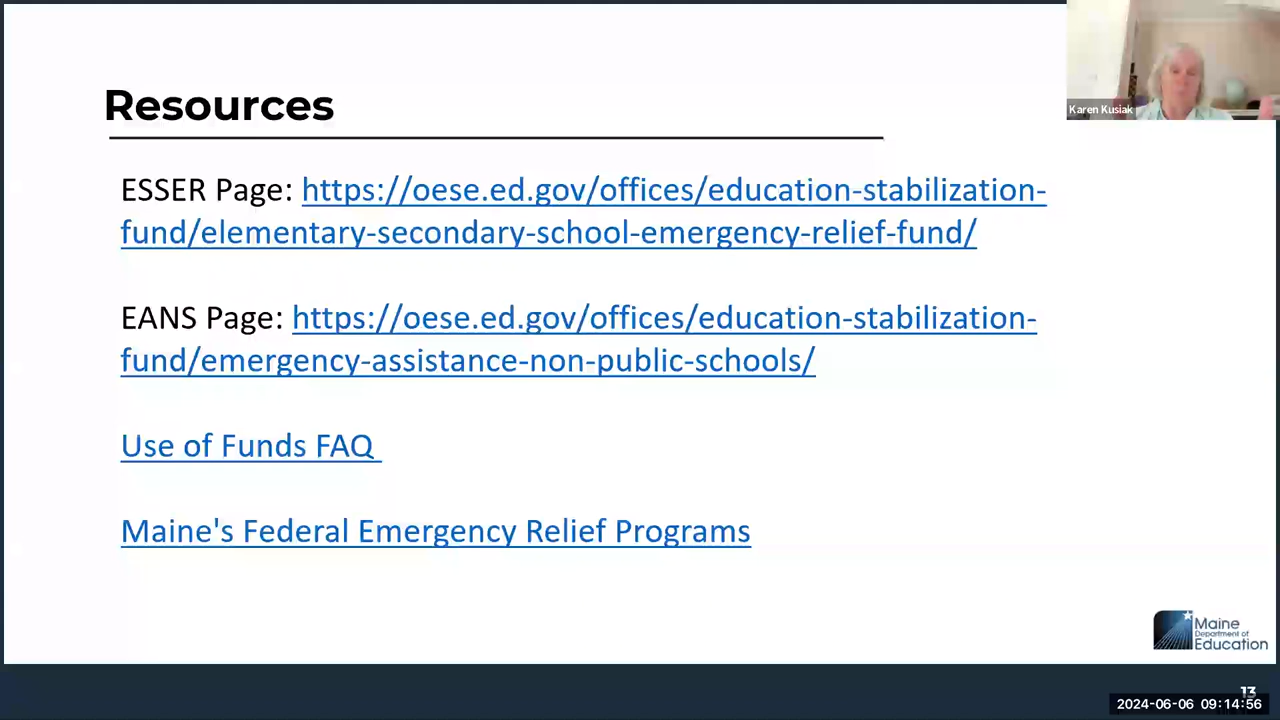 Resources
Karen Kusiak
ESSER Page: https://oese.ed.gov/offices/education-stabilization-
fund/elementary-secondary-school-emergency-relief-fund/
EANS Page: https://oese.ed.gov/offices/education-stabilization-
fund/emergency-assistance-non-public-schools/
Use of Funds FAQ
Maine's Federal Emergency Relief Programs
Maine
Department of
Education
13
2024-06-06 09:14:56